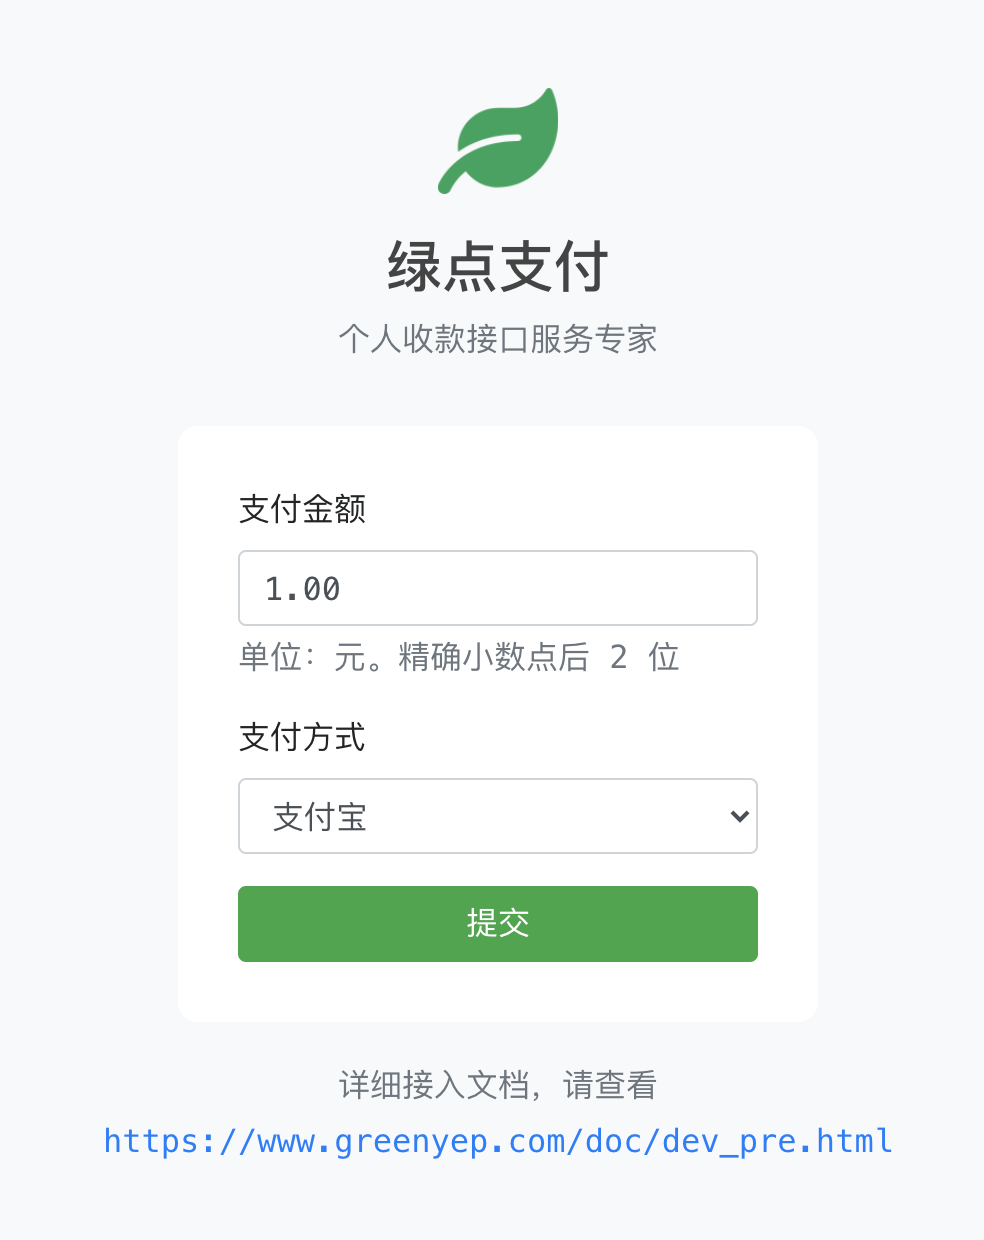 绿点支付
个人收款接口服务专家
支付金额
1.00
单位：元。精确小数点后 2 位
支付方式
支付宝
提交
详细接入文档，请查看
https://www.greenyep.com/doc/dev_pre.html